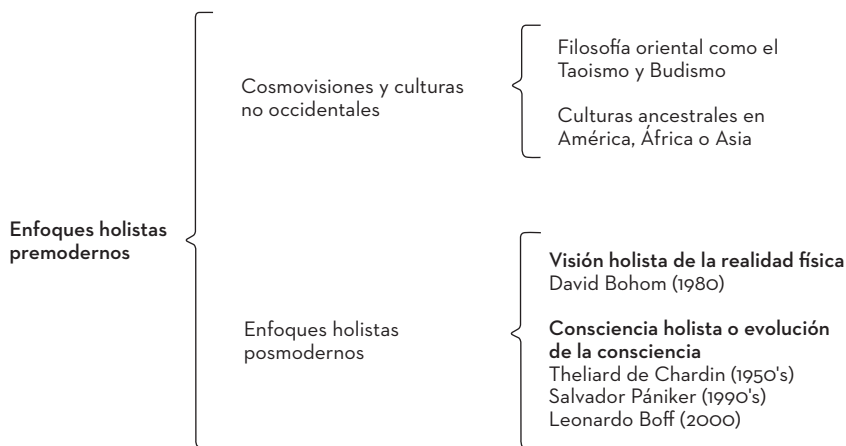 Enfoques holistas
premodernos
Cosmovisiones y culturas
no occidentales
Filosofía oriental como el
Taoismo y Budismo
Culturas ancestrales en
América, África o Asia
Enfoques holistas
posmodernos
Visión holista de la realidad física
David Bohom (1980)
Consciencia holista o evolución
de la consciencia
Theliard de Chardin (1950's)
Salvador Pániker (1990's)
Leonardo Boff (2000)